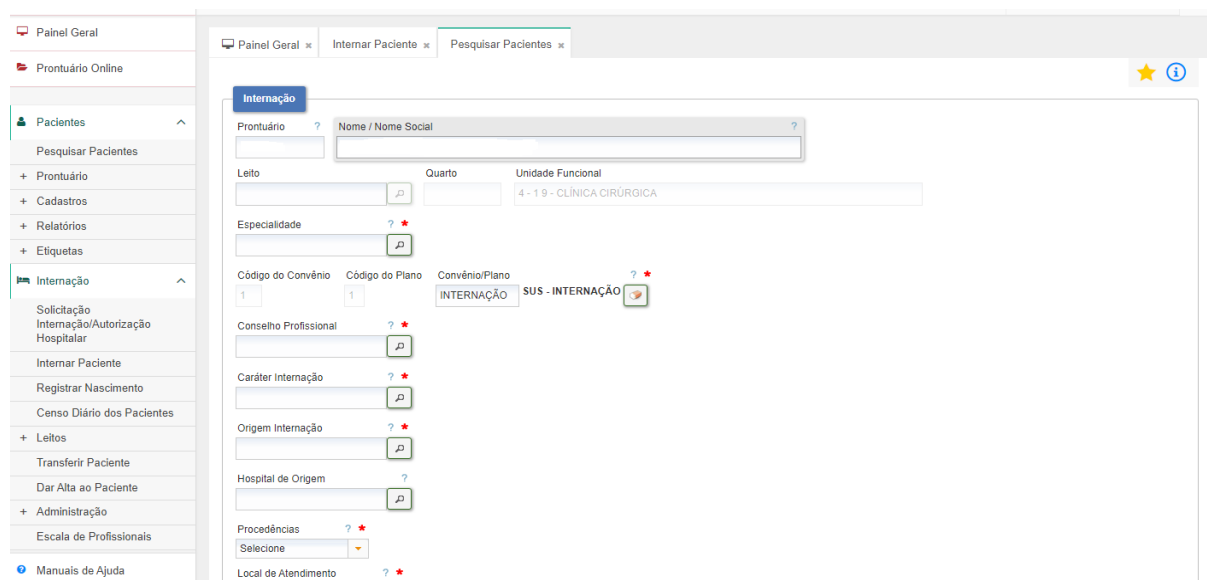 Painel Geral
Prontuário Online
Pacientes
Pesquisar Pacientes
+ Prontuário
+ Cadastros
+ Relatórios
+ Etiquetas
Internação
Solicitação
Internação/Autorização
Hospitalar
Internar Paciente
Registrar Nascimento
Censo Diário dos Pacientes
+ Leitos
Transferir Paciente
Dar Alta ao Paciente
+ Administração
Escala de Profissionais
Manuais de Ajuda
Painel Geral × Internar Paciente × Pesquisar Pacientes ×
Internação
Prontuário ? Nome / Nome Social ?
Leito Quarto Unidade Funcional
4 - 1 9 - CLÍNICA CIRÚRGICA
Especialidade ? *
Código do Convênio Código do Plano Convênio/Plano ? *
1 1 INTERNAÇÃO SUS - INTERNAÇÃO
Conselho Profissional ? *
Caráter Internação ? *
Origem Internação ? *
Hospital de Origem ?
Procedências ? *
Selecione
Local de Atendimento ? *